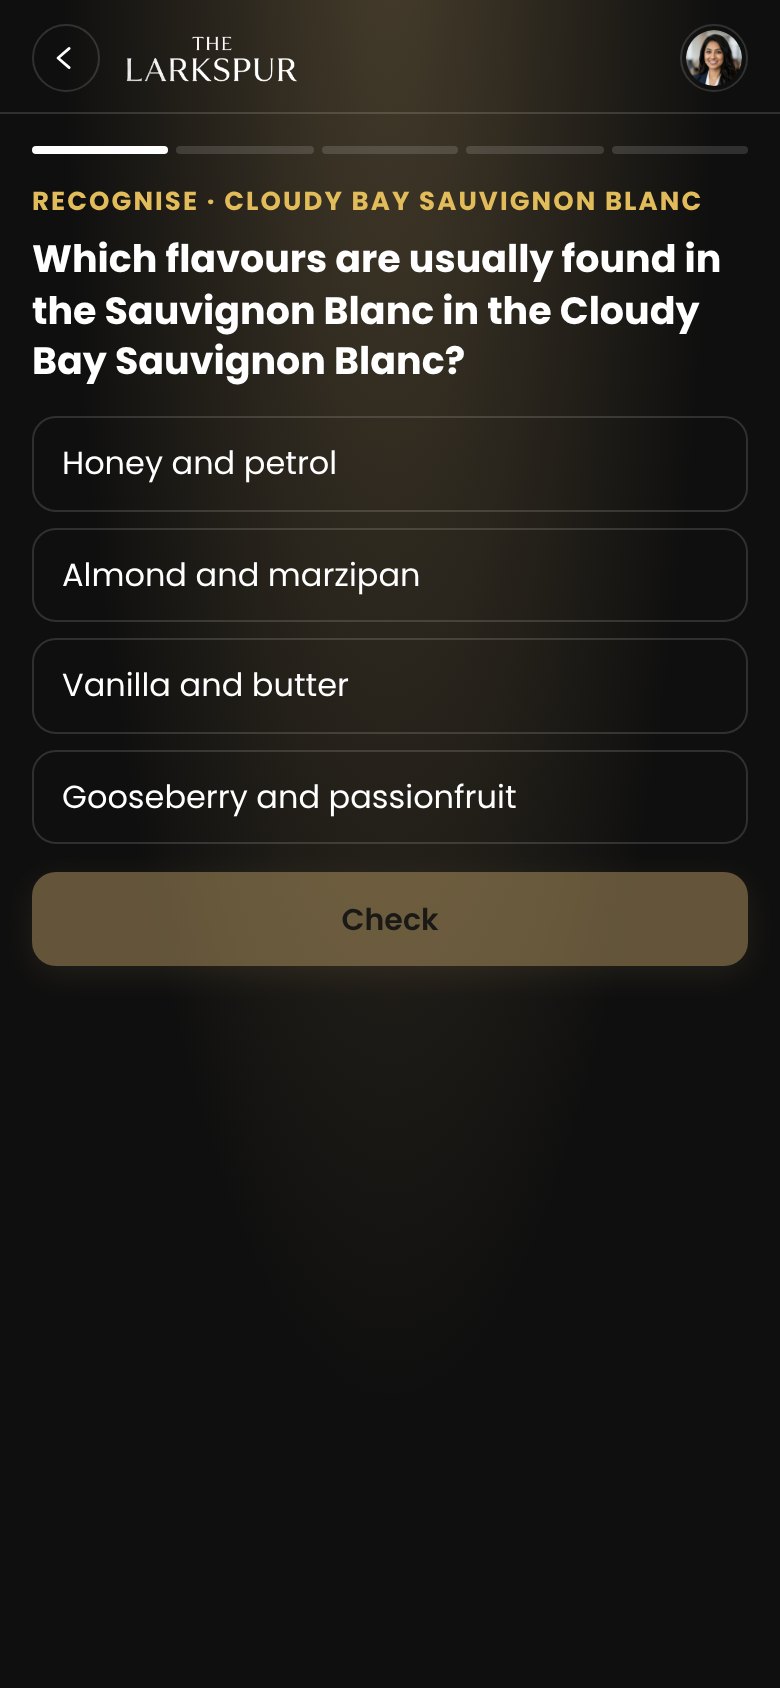 THE
LARKSPUR
RECOGNISE · CLOUDY BAY SAUVIGNON BLANC
Which flavours are usually found in
the Sauvignon Blanc in the Cloudy
Bay Sauvignon Blanc?
Honey and petrol
Almond and marzipan
Vanilla and butter
Gooseberry and passionfruit
Check